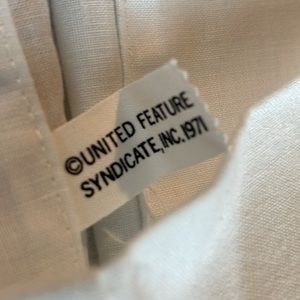 ©UNITED FEATURE
SYNDICATE, INC. 1971